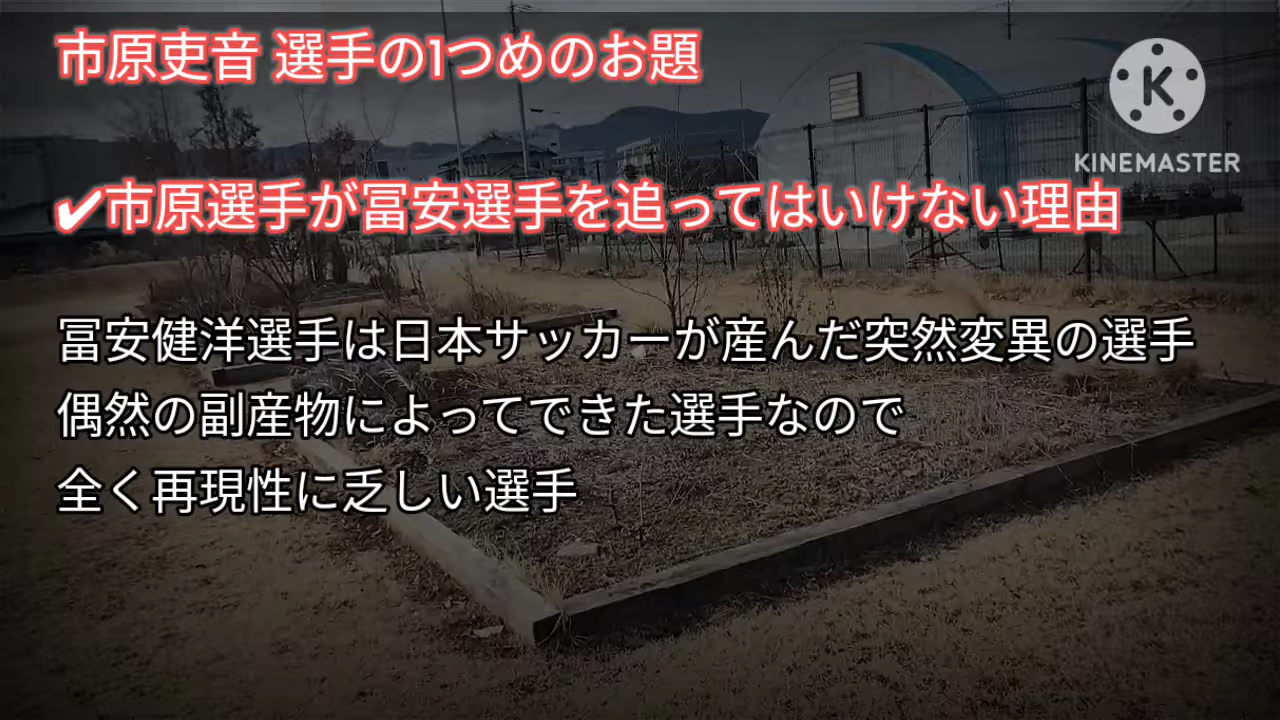 市原吏音 選手の1つめのお題
KINEMASTER
✔市原選手が冨安選手を追ってはいけない理由
冨安健洋選手は日本サッカーが産んだ突然変異の選手
偶然の副産物によってできた選手なので
全く再現性に乏しい選手